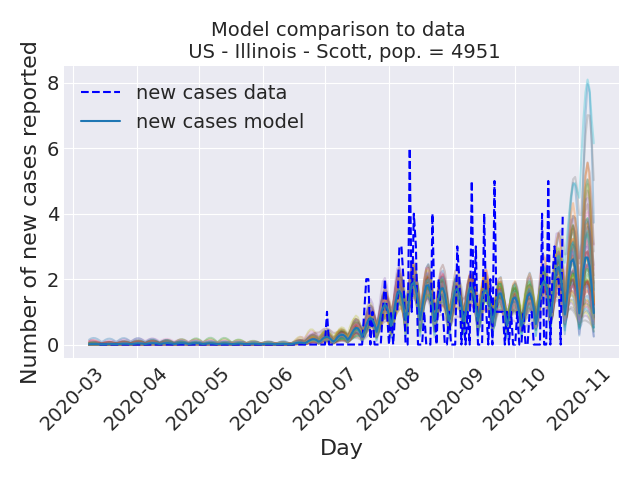 Model comparison to data
US - Illinois - Scott, pop. = 4951
Number of new cases reported
8
6
4
2
0
new cases data
new cases model
2020-03
2020-04
2020-05
2020-06
2020-07
2020-08
2020-09
2020-10
2020-11
Day